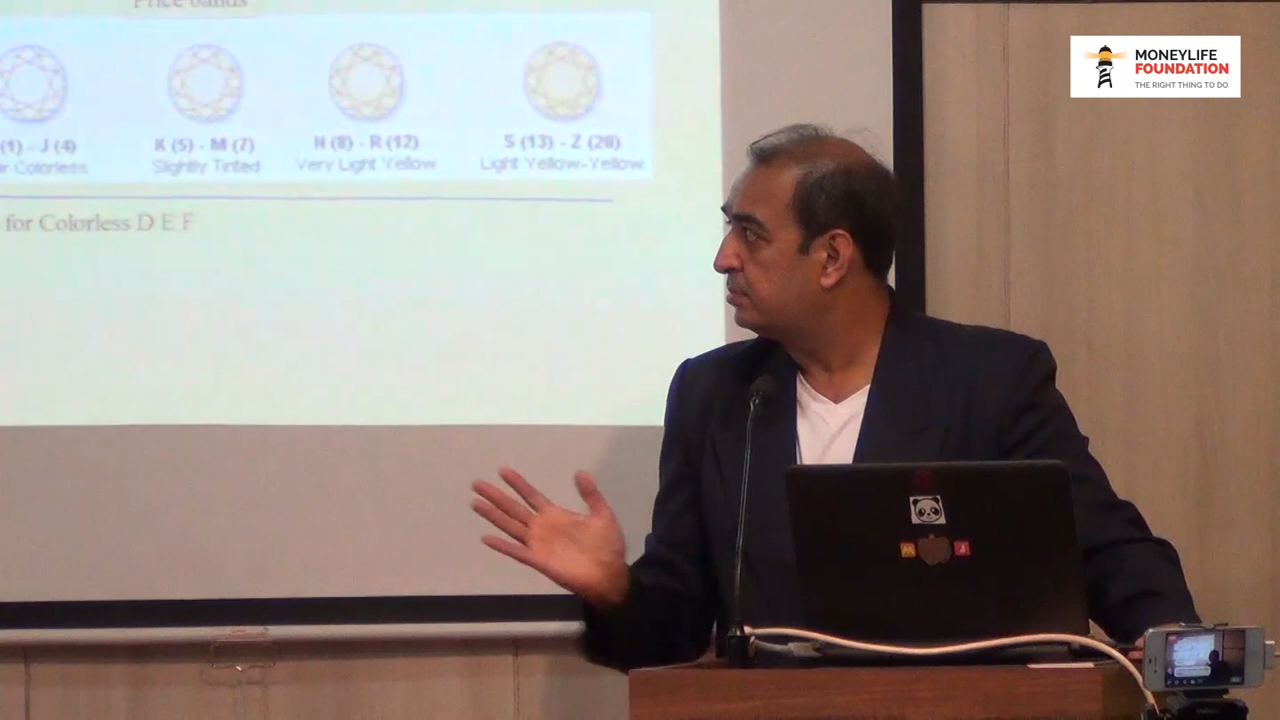 Price bands
(1) - J (4)
Colorless
K (5) - M (7)
Slightly Tinted
N (8) - R (12)
Very Light Yellow
S (13) - Z (28)
Light Yellow-Yellow
for Colorless D E F
MONEYLIFE
FOUNDATION
THE RIGHT THING TO DO
M
J